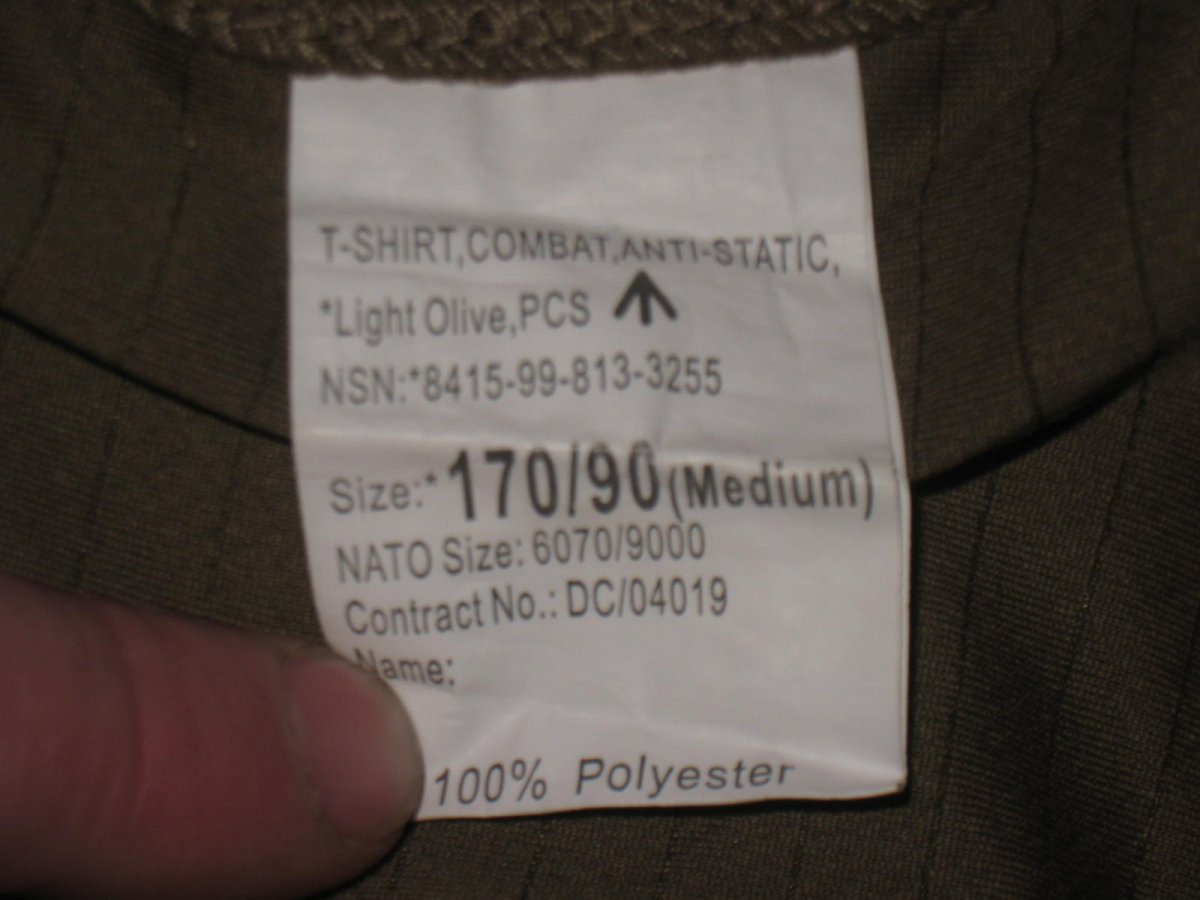 T-SHIRT,COMBAT,ANTI-STATIC,
*Light Olive,PCS
NSN:*8415-99-813-3255
Size:*170/90(Medium)
NATO Size: 6070/9000
Contract No.: DC/04019
Name:
100% Polyester